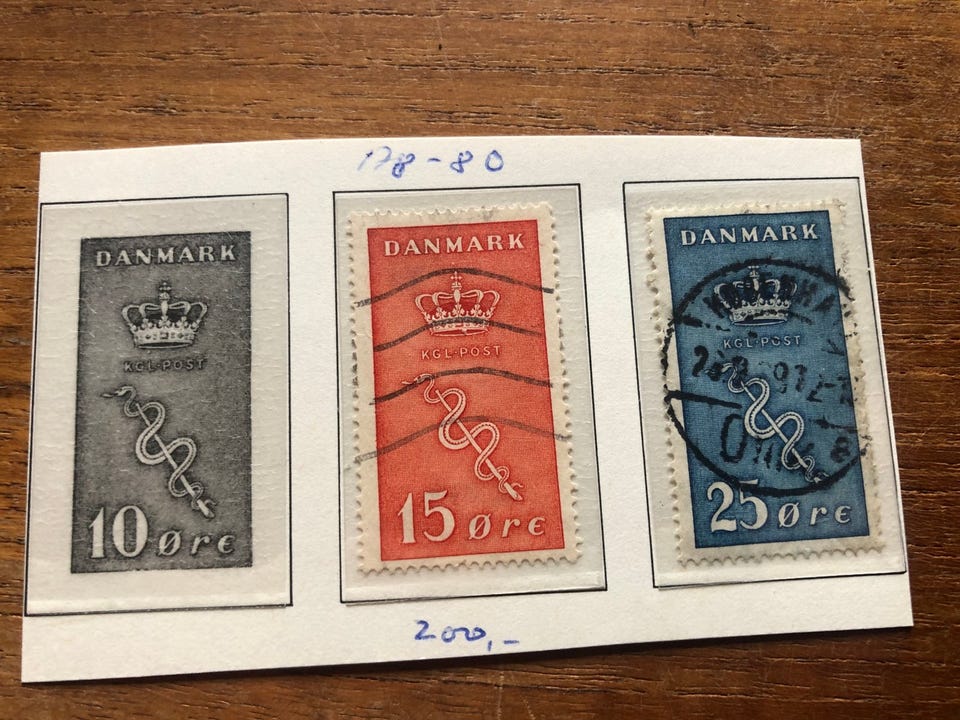 178-80
DANMARK
KGL·POST
10 ØRE
DANMARK
KGL·POST
15 ØRE
DANMARK
KGL·POST
25 ØRE
200,-